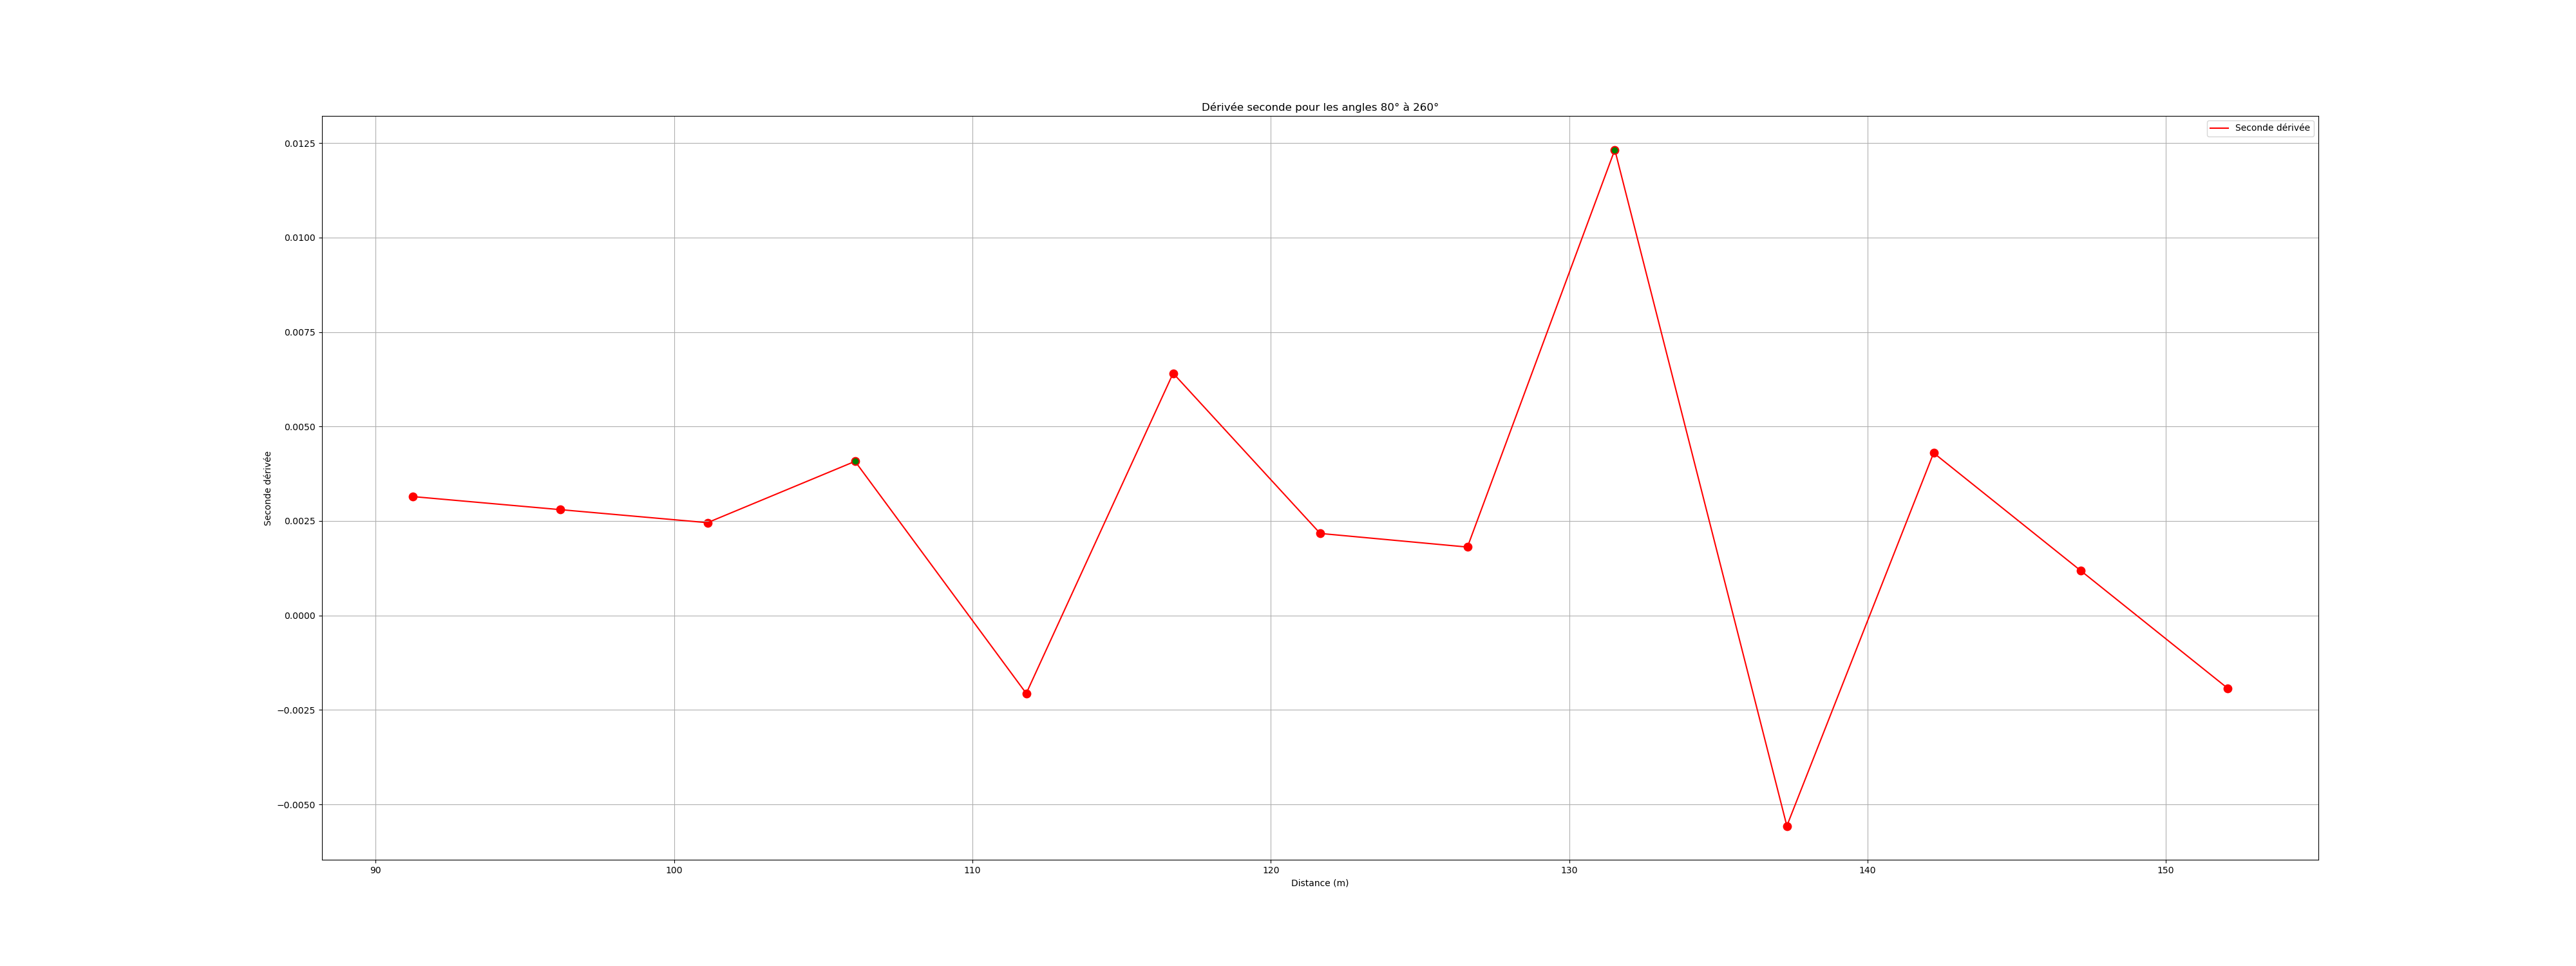 Dérivée seconde pour les angles 80° à 260°
Seconde dérivée
0.0125
0.0100
0.0075
0.0050
0.0025
0.0000
−0.0025
−0.0050
Seconde dérivée
90 100 110 120 130 140 150
Distance (m)